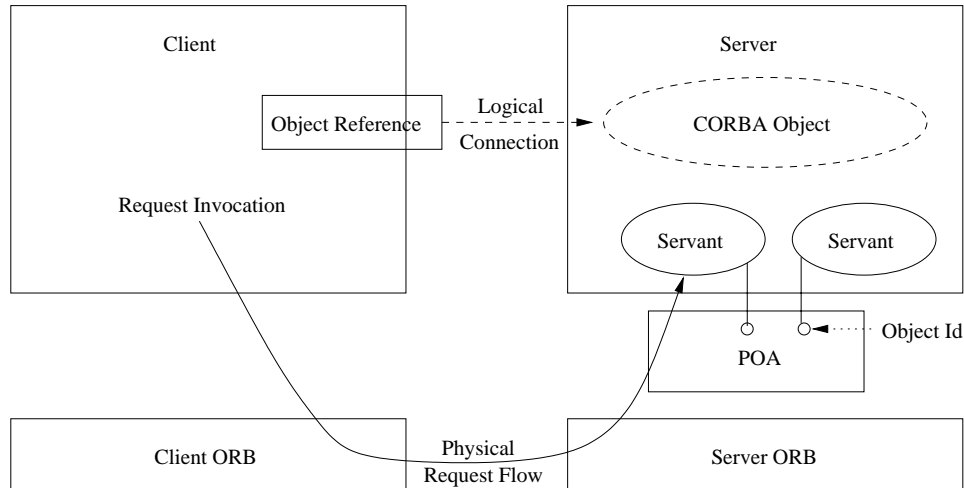 Client
Server
Object Reference
Logical
Connection
CORBA Object
Request Invocation
Servant
Servant
Object Id
POA
Client ORB
Physical
Request Flow
Server ORB